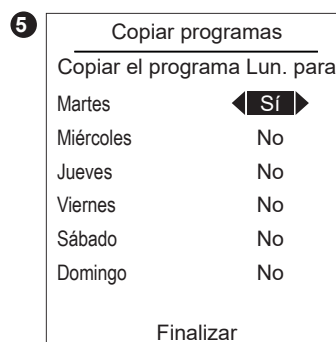 5
Copiar programas
Copiar el programa Lun. para
Martes Sí
Miércoles No
Jueves No
Viernes No
Sábado No
Domingo No
Finalizar